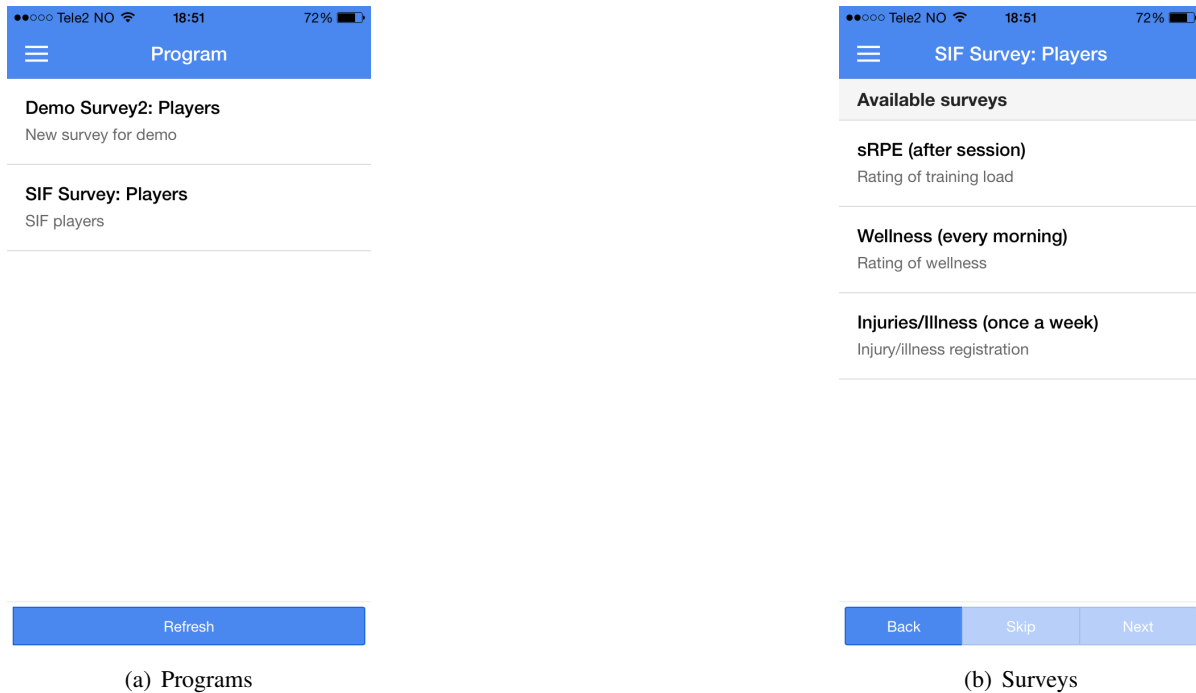 Tele2 NO 18:51 72%
Program
Demo Survey2: Players
New survey for demo
SIF Survey: Players
SIF players
Refresh
(a) Programs
Tele2 NO 18:51 72%
SIF Survey: Players
Available surveys
sRPE (after session)
Rating of training load
Wellness (every morning)
Rating of wellness
Injuries/Illness (once a week)
Injury/illness registration
Back Skip Next
(b) Surveys